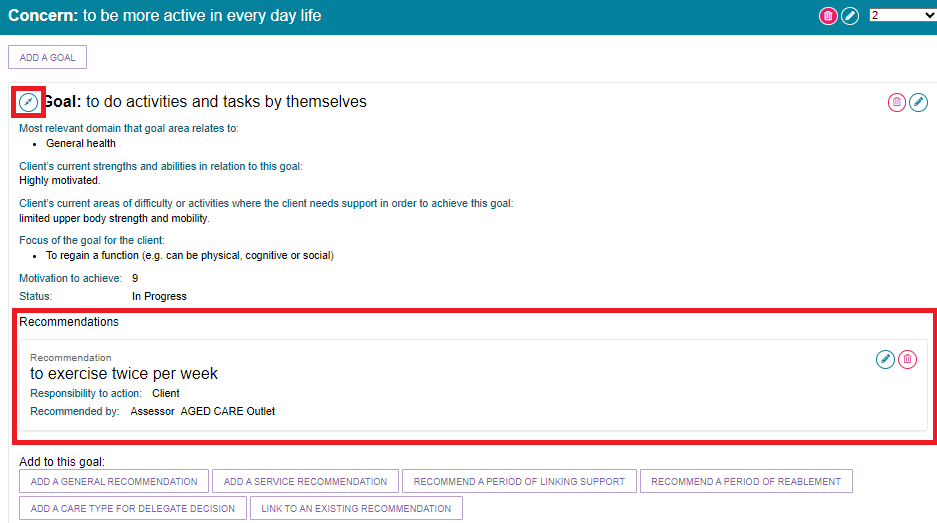 Concern: to be more active in every day life
2
ADD A GOAL
Goal: to do activities and tasks by themselves
Most relevant domain that goal area relates to:
• General health
Client's current strengths and abilities in relation to this goal:
Highly motivated.
Client's current areas of difficulty or activities where the client needs support in order to achieve this goal:
limited upper body strength and mobility.
Focus of the goal for the client:
• To regain a function (e.g. can be physical, cognitive or social)
Motivation to achieve: 9
Status: In Progress
Recommendations
Recommendation
to exercise twice per week
Responsibility to action: Client
Recommended by: Assessor AGED CARE Outlet
Add to this goal:
ADD A GENERAL RECOMMENDATION ADD A SERVICE RECOMMENDATION RECOMMEND A PERIOD OF LINKING SUPPORT RECOMMEND A PERIOD OF REABLEMENT
ADD A CARE TYPE FOR DELEGATE DECISION LINK TO AN EXISTING RECOMMENDATION